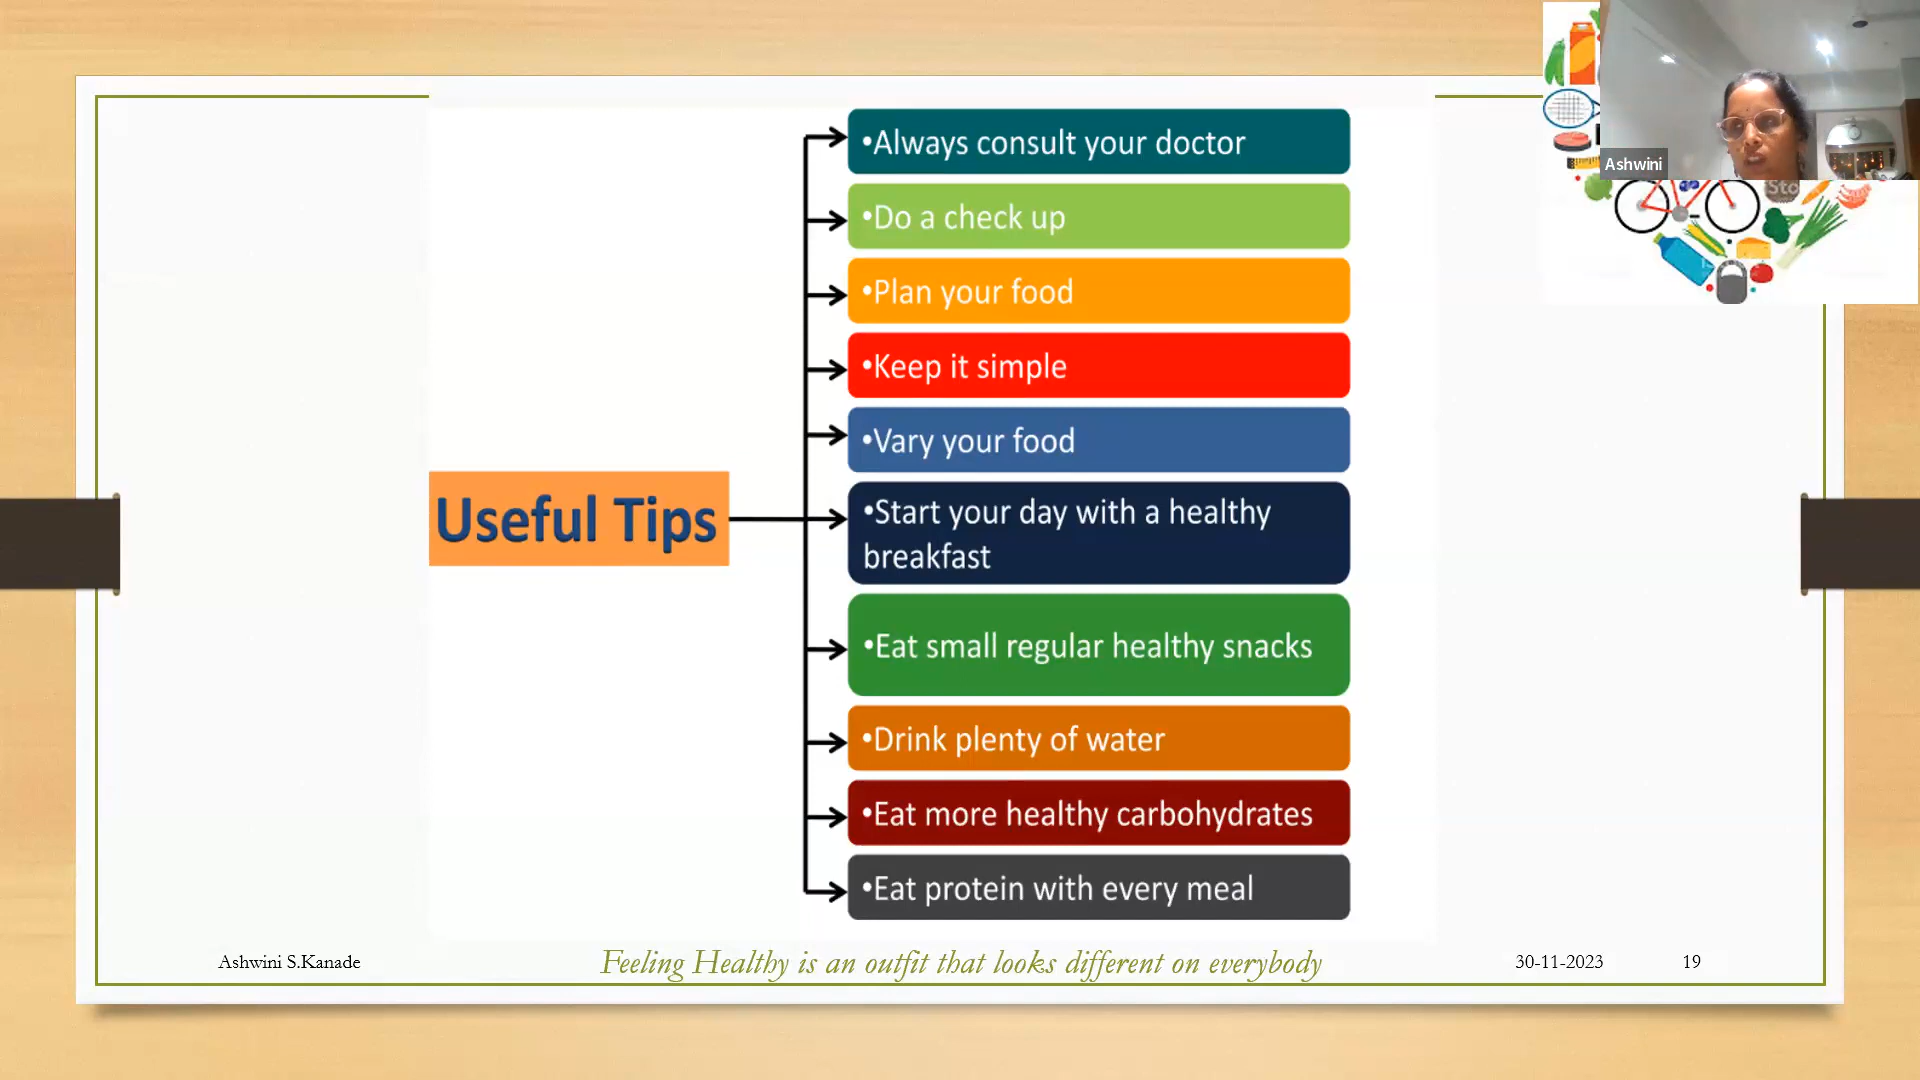 •Always consult your doctor
•Do a check up
•Plan your food
•Keep it simple
•Vary your food
Useful Tips
•Start your day with a healthy
breakfast
•Eat small regular healthy snacks
•Drink plenty of water
•Eat more healthy carbohydrates
•Eat protein with every meal
Ashwini
Sto
Ashwini S.Kanade
Feeling Healthy is an outfit that looks different on everybody
30-11-2023
19